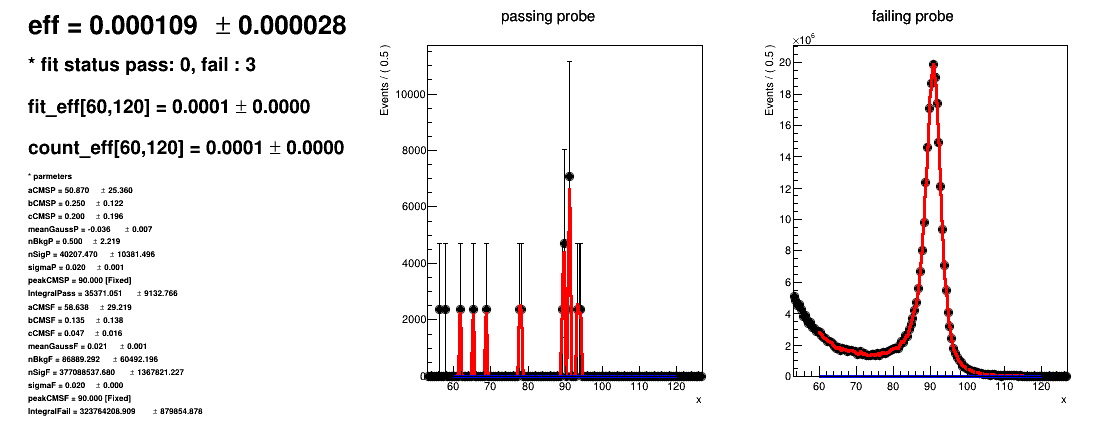 eff = 0.000109 ± 0.000028
* fit status pass: 0, fail : 3
fit_eff[60,120] = 0.0001 ± 0.0000
count_eff[60,120] = 0.0001 ± 0.0000
* parmeters
aCMSP = 50.870 ± 25.360
bCMSP = 0.250 ± 0.122
cCMSP = 0.200 ± 0.196
meanGaussP = -0.036 ± 0.007
nBkgP = 0.500 ± 2.219
nSigP = 40207.470 ± 10381.496
sigmaP = 0.020 ± 0.001
peakCMSP = 90.000 [Fixed]
IntegralPass = 35371.051 ± 9132.766
aCMSF = 58.638 ± 29.219
bCMSF = 0.135 ± 0.138
cCMSF = 0.047 ± 0.016
meanGaussF = 0.021 ± 0.001
nBkgF = 86889.292 ± 60492.196
nSigF = 377088537.680 ± 1367821.227
sigmaF = 0.020 ± 0.000
peakCMSF = 90.000 [Fixed]
IntegralFail = 323764208.909 ± 879854.878
passing probe
Events / ( 0.5 )
10000
8000
6000
4000
2000
0
60 70 80 90 100 110 120
x
failing probe
×10⁶
Events / ( 0.5 )
20
18
16
14
12
10
8
6
4
2
0
60 70 80 90 100 110 120
x